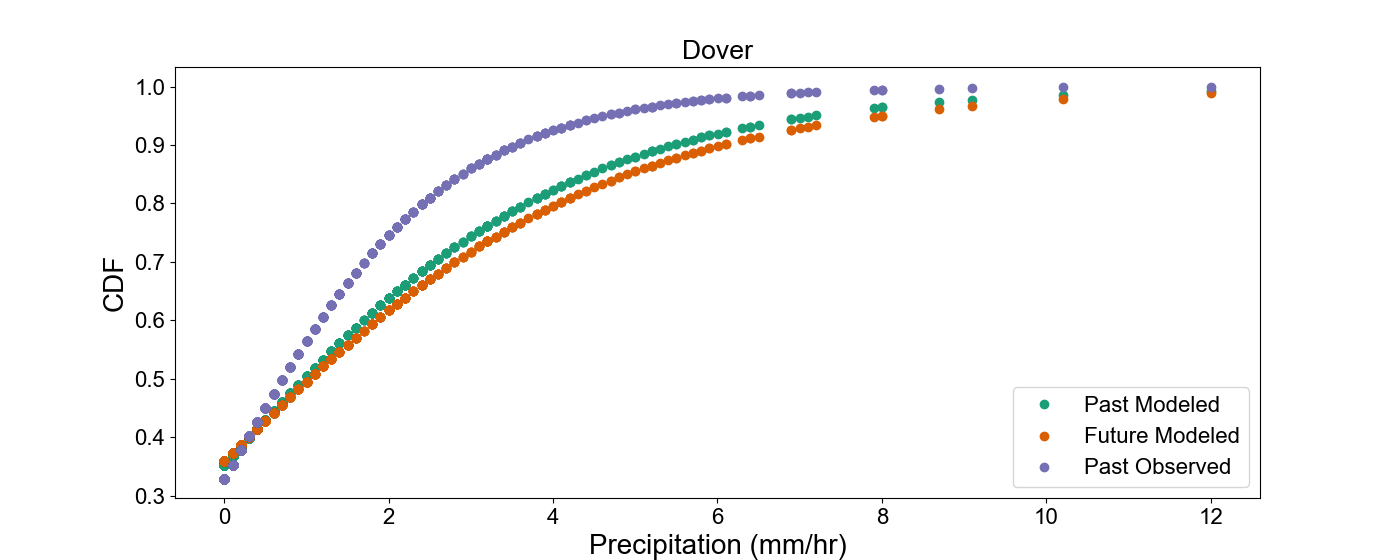 Dover
CDF
1.0
0.9
0.8
0.7
0.6
0.5
0.4
0.3
0 2 4 6 8 10 12
Precipitation (mm/hr)
Past Modeled
Future Modeled
Past Observed